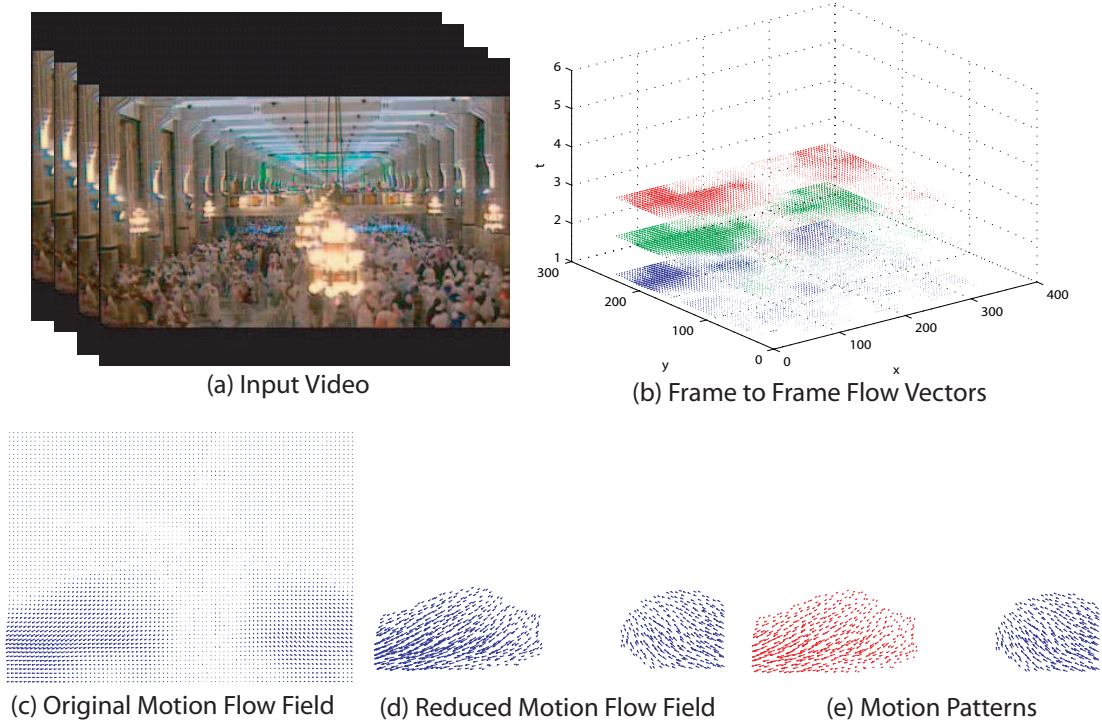 (a) Input Video
6
5
4
3
2
1
t
300
200
100
0
y
0
100
200
300
400
x
(b) Frame to Frame Flow Vectors
(c) Original Motion Flow Field
(d) Reduced Motion Flow Field
(e) Motion Patterns